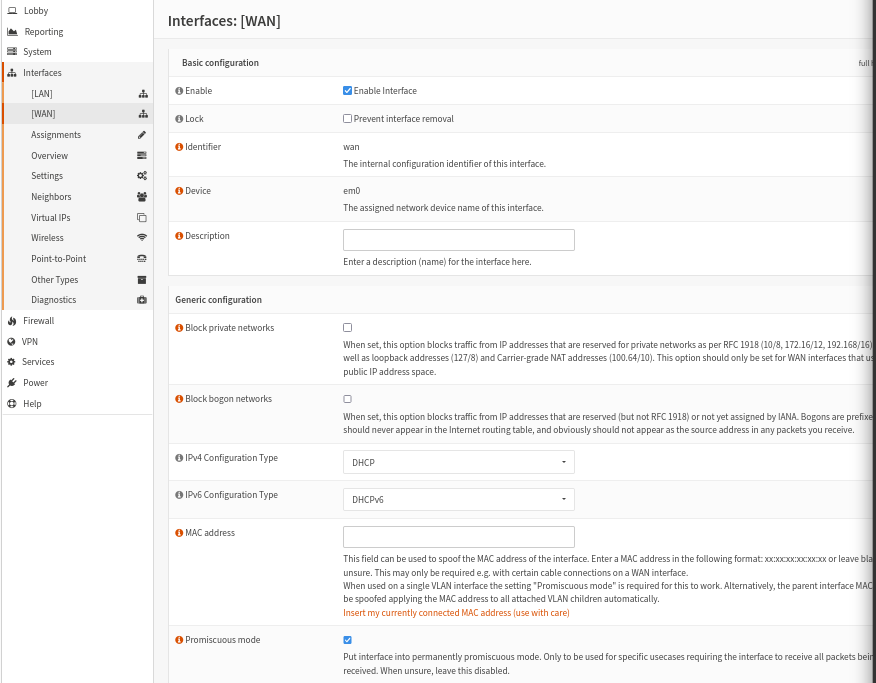 Lobby
Reporting
System
Interfaces
[LAN]
[WAN]
Assignments
Overview
Settings
Neighbors
Virtual IPs
Wireless
Point-to-Point
Other Types
Diagnostics
Firewall
VPN
Services
Power
Help
Interfaces: [WAN]
Basic configuration
full
Enable
Enable Interface
Lock
Prevent interface removal
Identifier
wan
The internal configuration identifier of this interface.
Device
em0
The assigned network device name of this interface.
Description
Enter a description (name) for the interface here.
Generic configuration
Block private networks
When set, this option blocks traffic from IP addresses that are reserved for private networks as per RFC 1918 (10/8, 172.16/12, 192.168/16)
well as loopback addresses (127/8) and Carrier-grade NAT addresses (100.64/10). This option should only be set for WAN interfaces that us
public IP address space.
Block bogon networks
When set, this option blocks traffic from IP addresses that are reserved (but not RFC 1918) or not yet assigned by IANA. Bogons are prefixe
should never appear in the Internet routing table, and obviously should not appear as the source address in any packets you receive.
IPv4 Configuration Type
DHCP
IPv6 Configuration Type
DHCPv6
MAC address
This field can be used to spoof the MAC address of the interface. Enter a MAC address in the following format: xx:xx:xx:xx:xx:xx or leave bla
unsure. This may only be required e.g. with certain cable connections on a WAN interface.
When used on a single VLAN interface the setting "Promiscuous mode" is required for this to work. Alternatively, the parent interface MAC
be spoofed applying the MAC address to all attached VLAN children automatically.
Insert my currently connected MAC address (use with care)
Promiscuous mode
Put interface into permanently promiscuous mode. Only to be used for specific usecases requiring the interface to receive all packets bein
received. When unsure, leave this disabled.